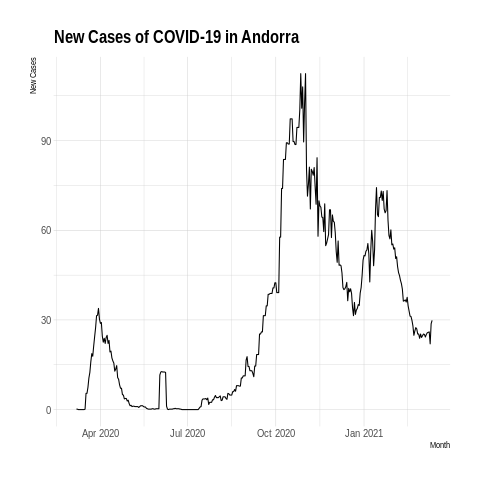 New Cases of COVID-19 in Andorra
New Cases
90
60
30
0
Apr 2020 Jul 2020 Oct 2020 Jan 2021
Month